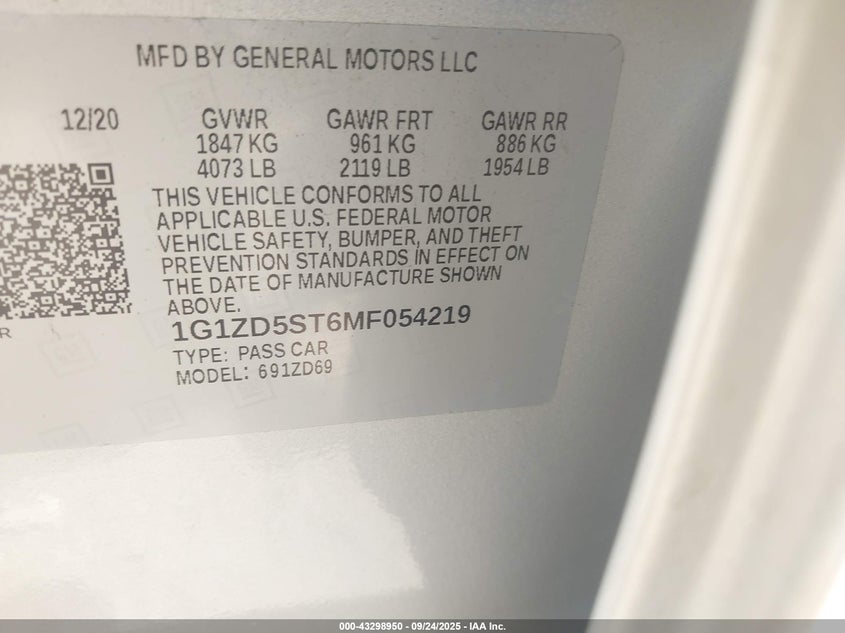 MFD BY GENERAL MOTORS LLC
12/20 GVWR GAWR FRT GAWR RR
1847 KG 961 KG 886 KG
4073 LB 2119 LB 1954 LB
THIS VEHICLE CONFORMS TO ALL
APPLICABLE U.S. FEDERAL MOTOR
VEHICLE SAFETY, BUMPER, AND THEFT
PREVENTION STANDARDS IN EFFECT ON
THE DATE OF MANUFACTURE SHOWN
ABOVE.
R
1G1ZD5ST6MF054219
TYPE: PASS CAR
MODEL: 691ZD69
000-43298950 - 09/24/2025 - IAA Inc.